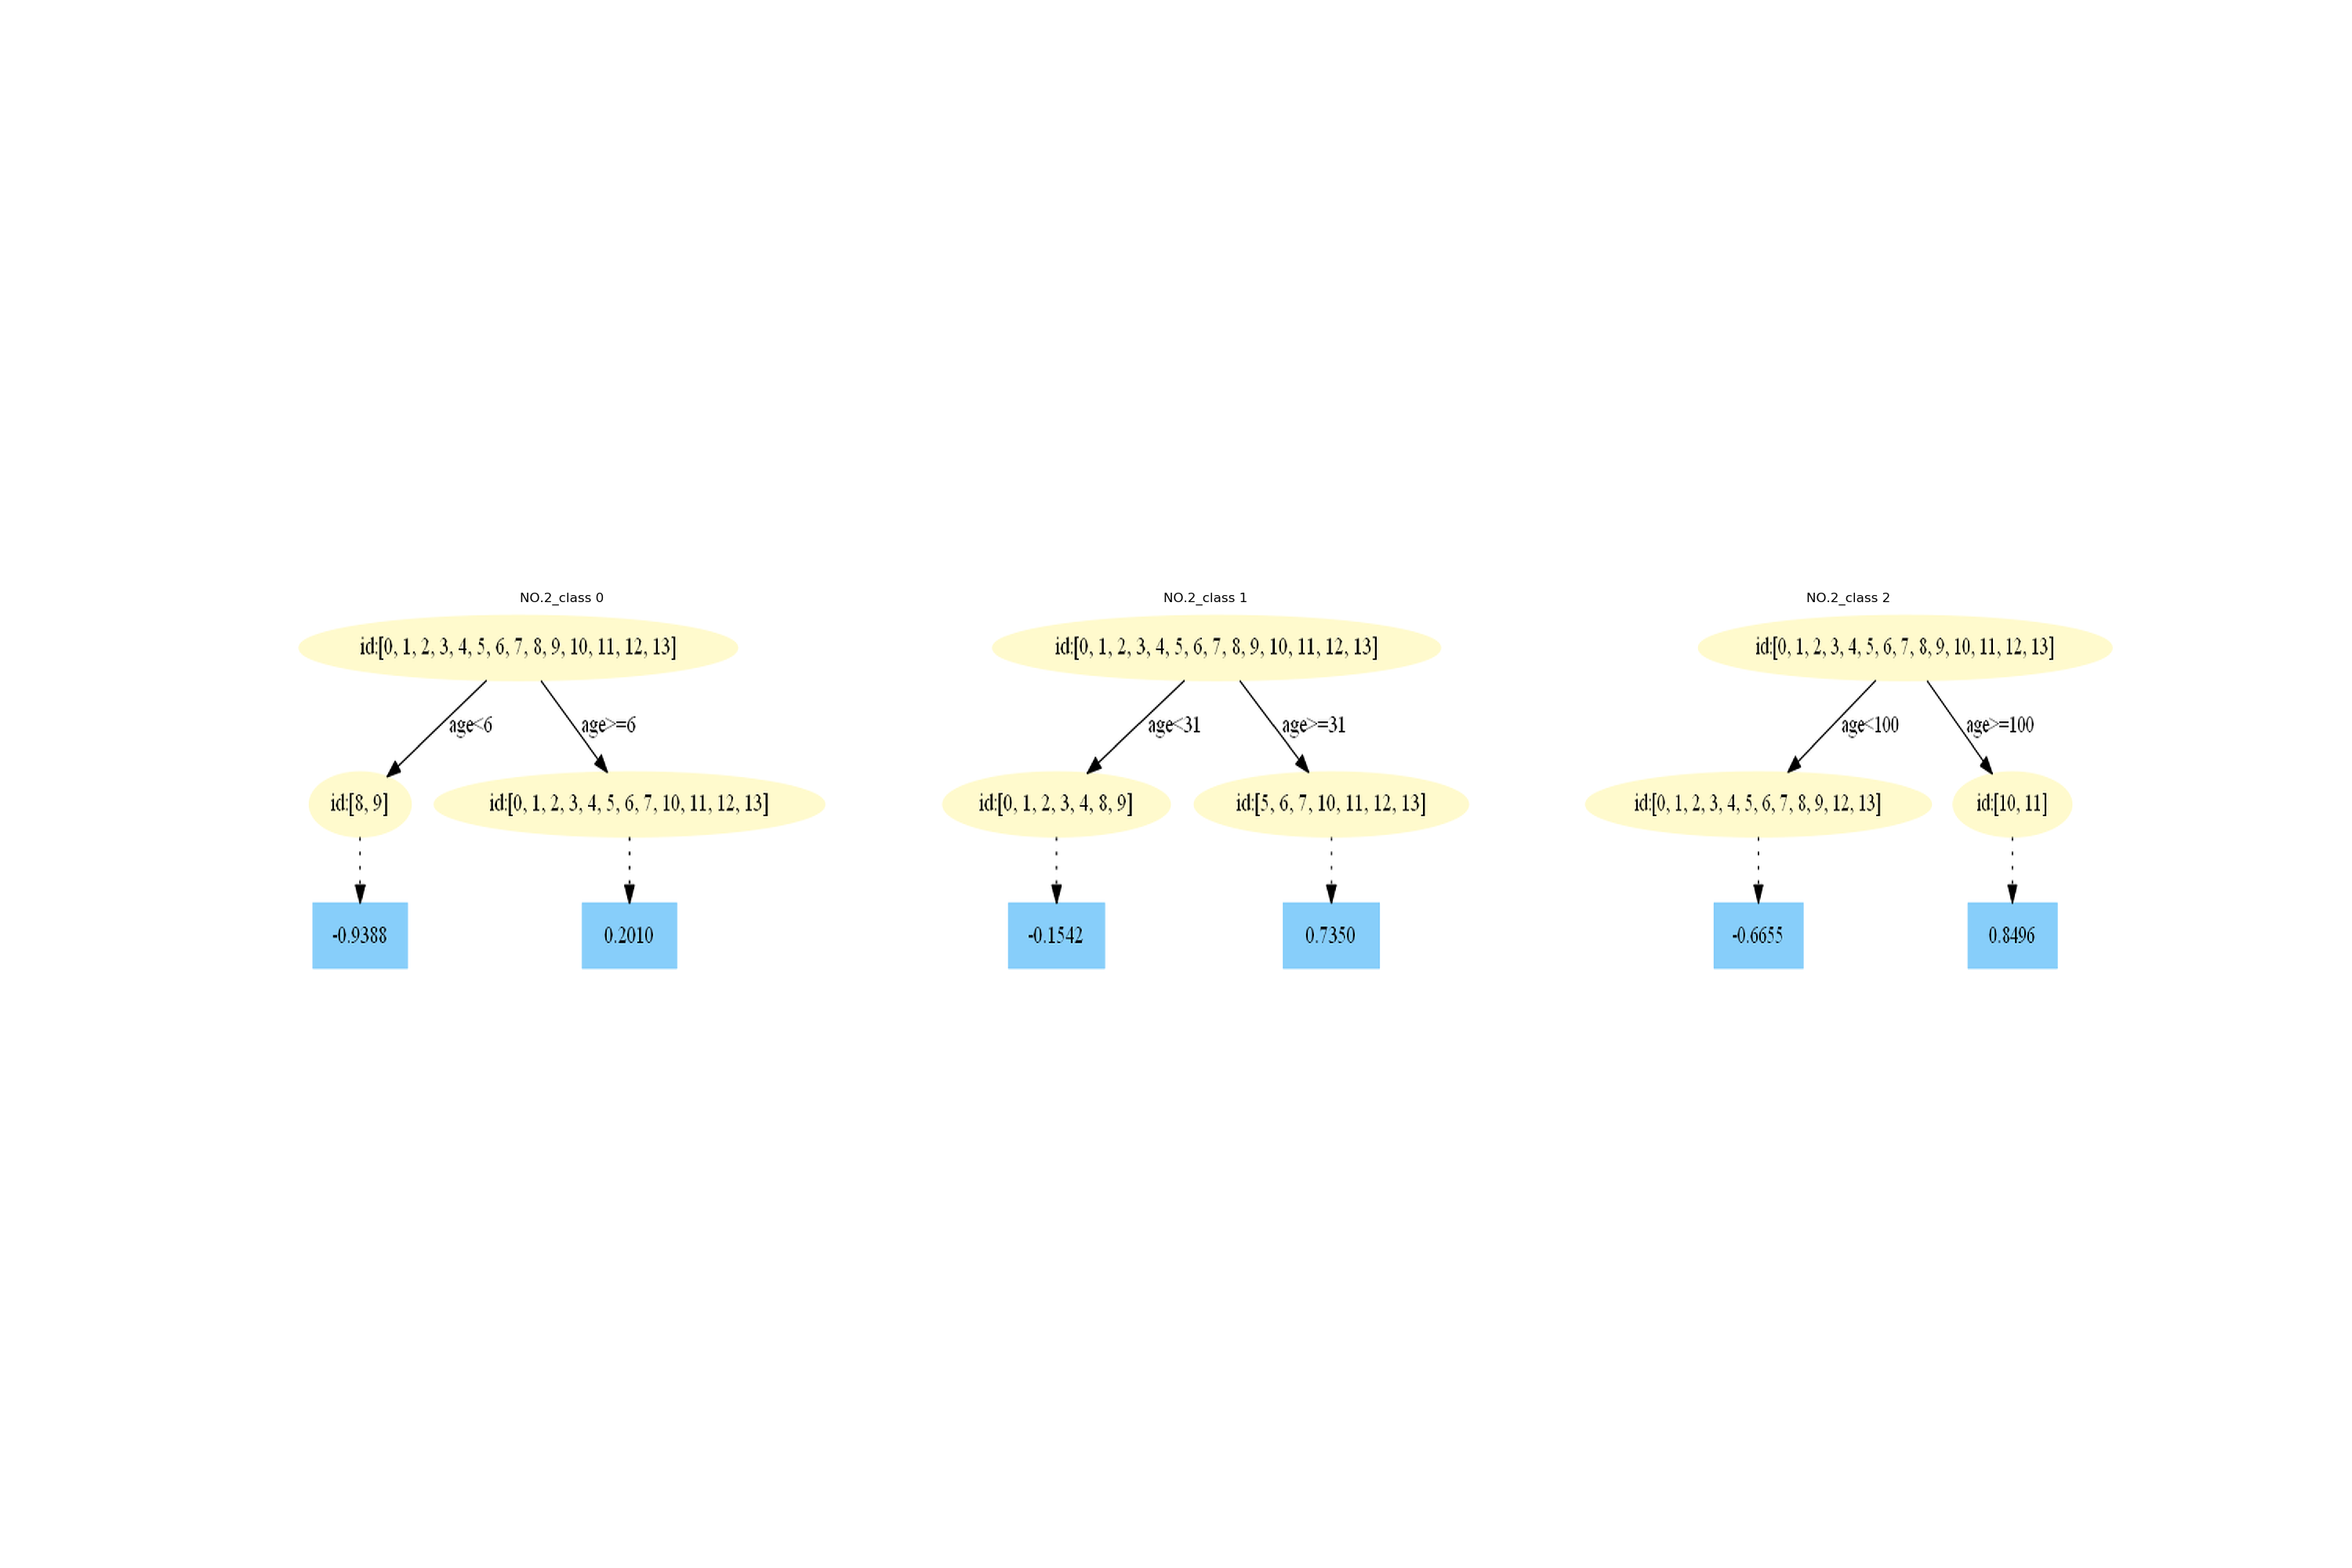 NO.2_class 0
id:[0, 1, 2, 3, 4, 5, 6, 7, 8, 9, 10, 11, 12, 13]
age<6
age>=6
id:[8, 9]
id:[0, 1, 2, 3, 4, 5, 6, 7, 10, 11, 12, 13]
-0.9388
0.2010
NO.2_class 1
id:[0, 1, 2, 3, 4, 5, 6, 7, 8, 9, 10, 11, 12, 13]
age<31
age>=31
id:[0, 1, 2, 3, 4, 8, 9]
id:[5, 6, 7, 10, 11, 12, 13]
-0.1542
0.7350
NO.2_class 2
id:[0, 1, 2, 3, 4, 5, 6, 7, 8, 9, 10, 11, 12, 13]
age<100
age>=100
id:[0, 1, 2, 3, 4, 5, 6, 7, 8, 9, 12, 13]
id:[10, 11]
-0.6655
0.8496